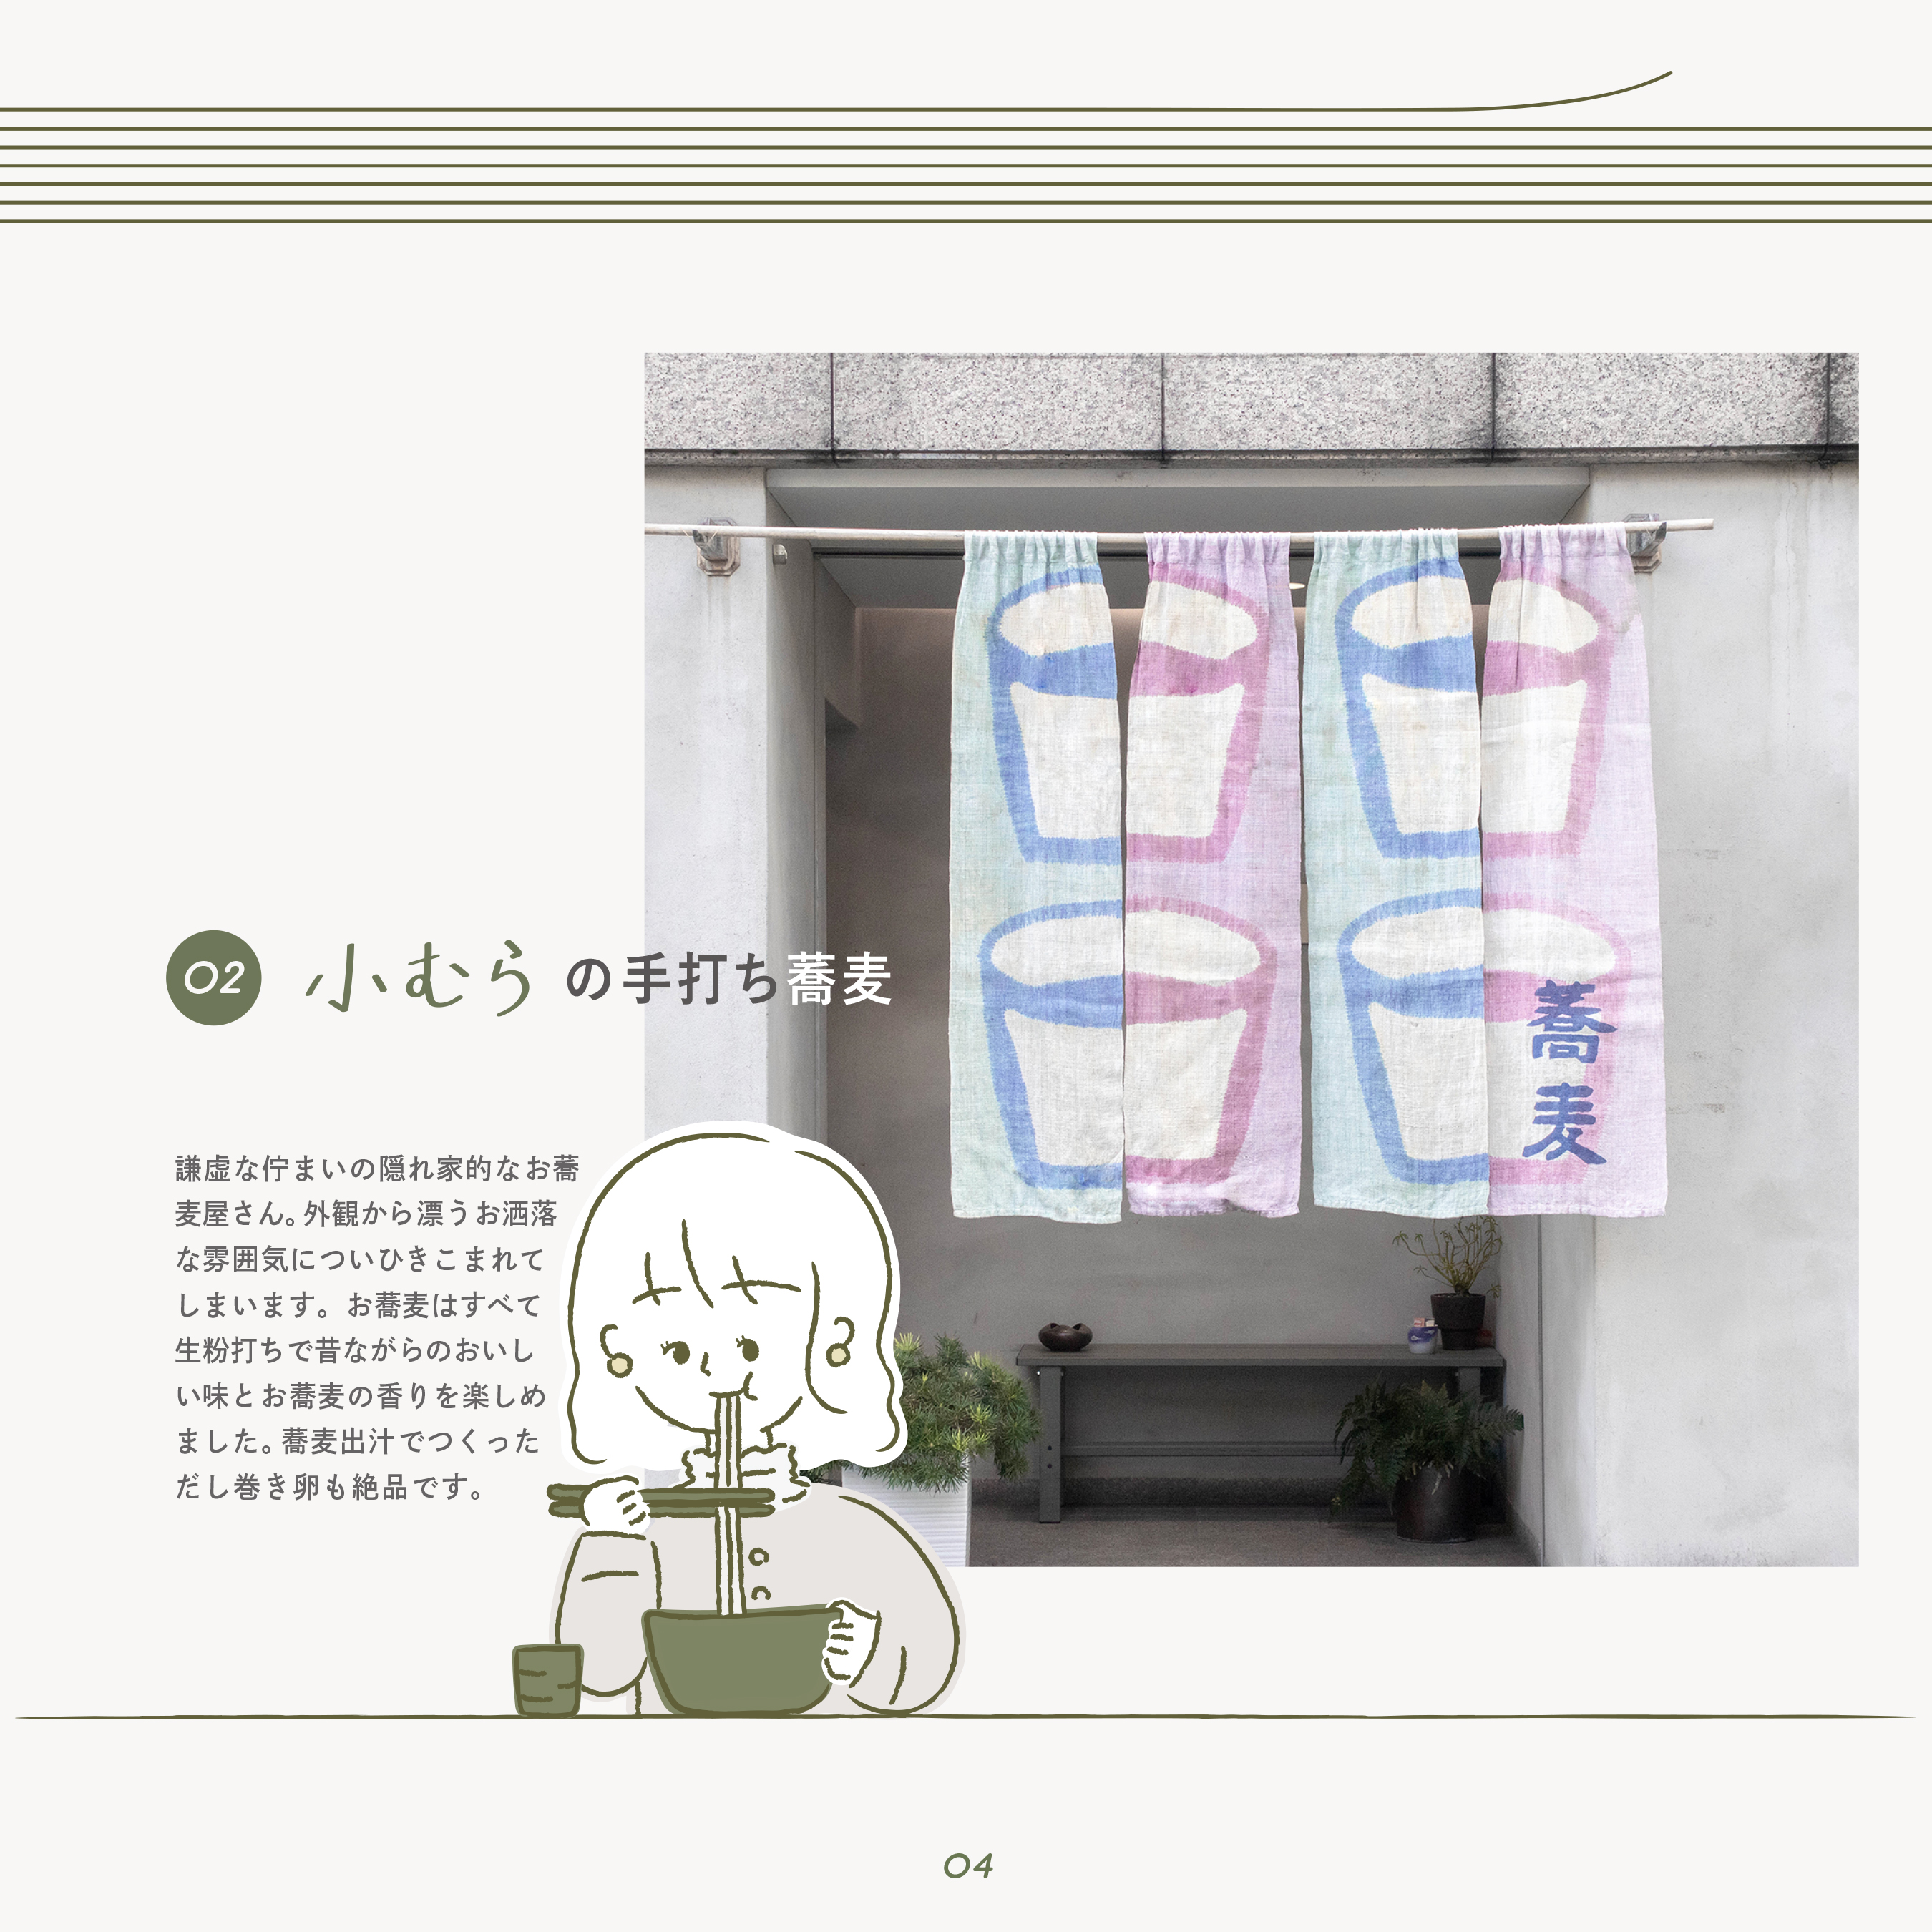 02 小むら の手打ち蕎麦
謙虚な佇まいの隠れ家的なお蕎
麦屋さん。外観から漂うお洒落
な雰囲気についひきこまれて
しまいます。お蕎麦はすべて
生粉打ちで昔ながらのおいし
い味とお蕎麦の香りを楽しめ
ました。蕎麦出汁でつくった
だし巻き卵も絶品です。
蕎麦
04